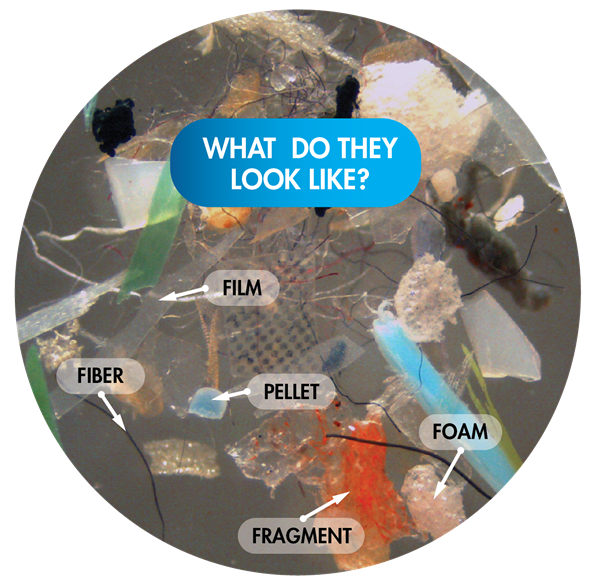 WHAT DO THEY
LOOK LIKE?
FILM
FIBER
PELLET
FOAM
FRAGMENT